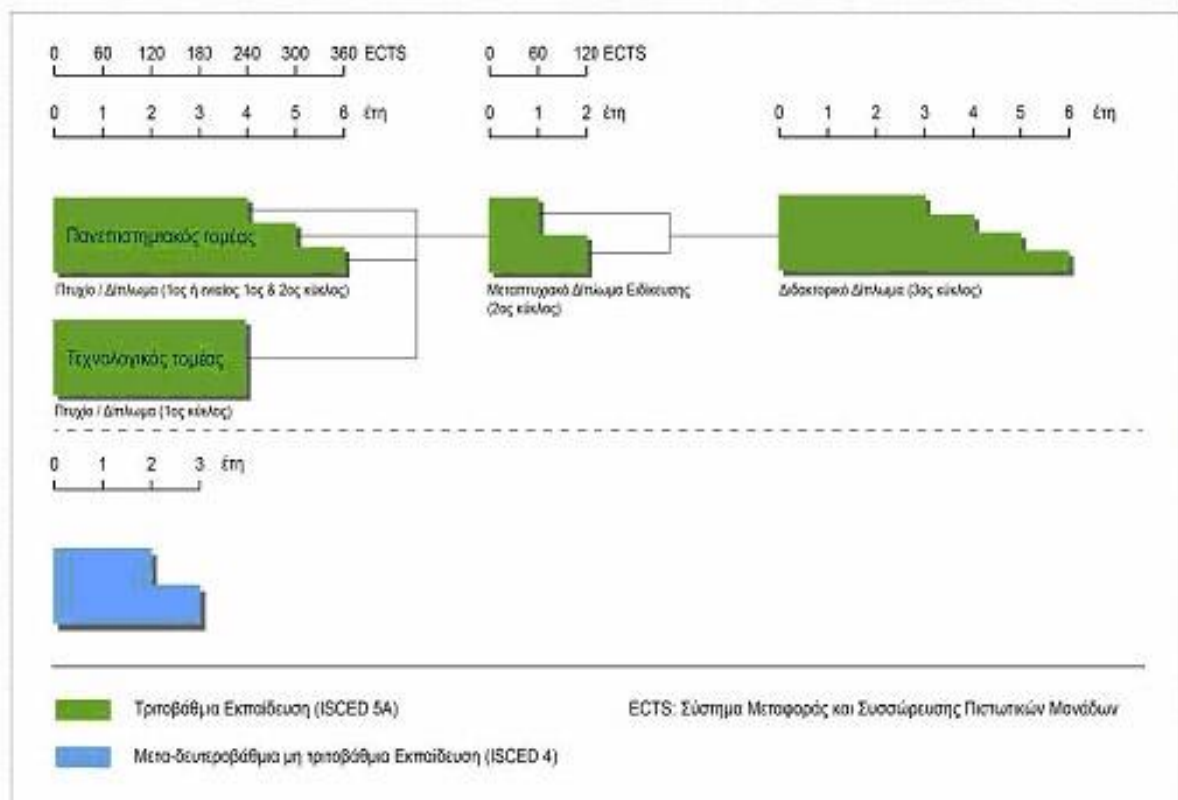 0 60 120 180 240 300 360 ECTS
0 60 120 ECTS
0 1 2 3 4 5 6 έτη
0 1 2 έτη
0 1 2 3 4 5 6 έτη
Πανεπιστημιακός τομέας
Πτυχίο / Δίπλωμα (1ος ή ενιαίος 1ος & 2ος κύκλος)
Μεταπτυχιακό Δίπλωμα Ειδίκευσης
(2ος κύκλος)
Διδακτορικό Δίπλωμα (3ος κύκλος)
Τεχνολογικός τομέας
Πτυχίο / Δίπλωμα (1ος κύκλος)
0 1 2 3 έτη
Τριτοβάθμια Εκπαίδευση (ISCED 5A)
ECTS: Σύστημα Μεταφοράς και Συσσώρευσης Πιστωτικών Μονάδων
Μετα-δευτεροβάθμια μη τριτοβάθμια Εκπαίδευση (ISCED 4)